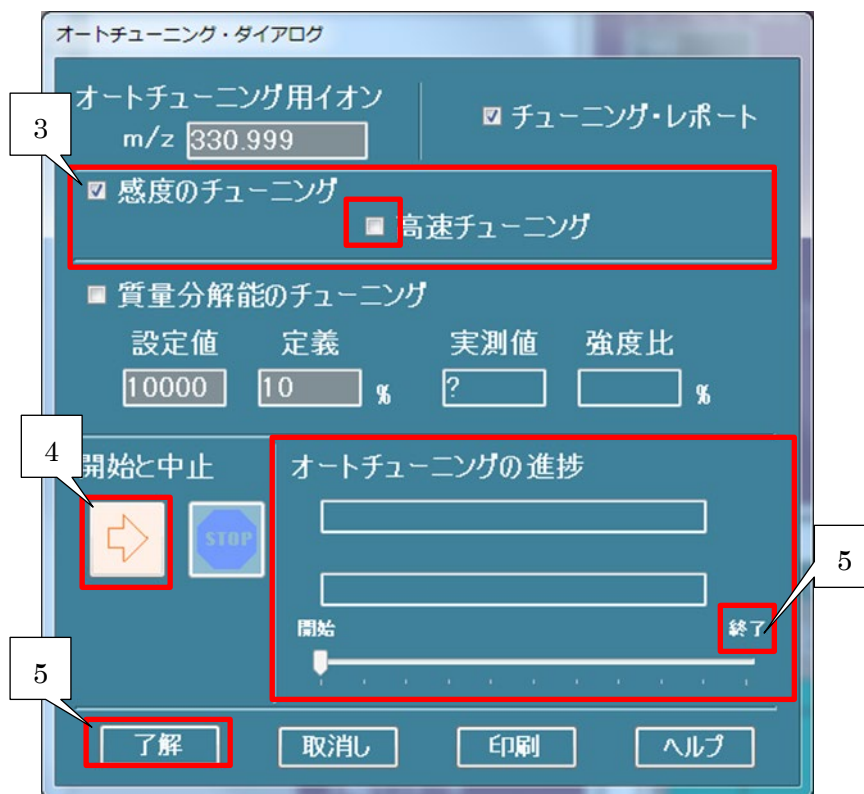 オートチューニング・ダイアログ
オートチューニング用イオン
m/z 330.999
チューニング・レポート
3
感度のチューニング
高速チューニング
質量分解能のチューニング
設定値 定義 実測値 強度比
10000 10 % ? %
4
開始と中止
STOP
オートチューニングの進捗
5
開始 終了
5
了解 取消し 印刷 ヘルプ